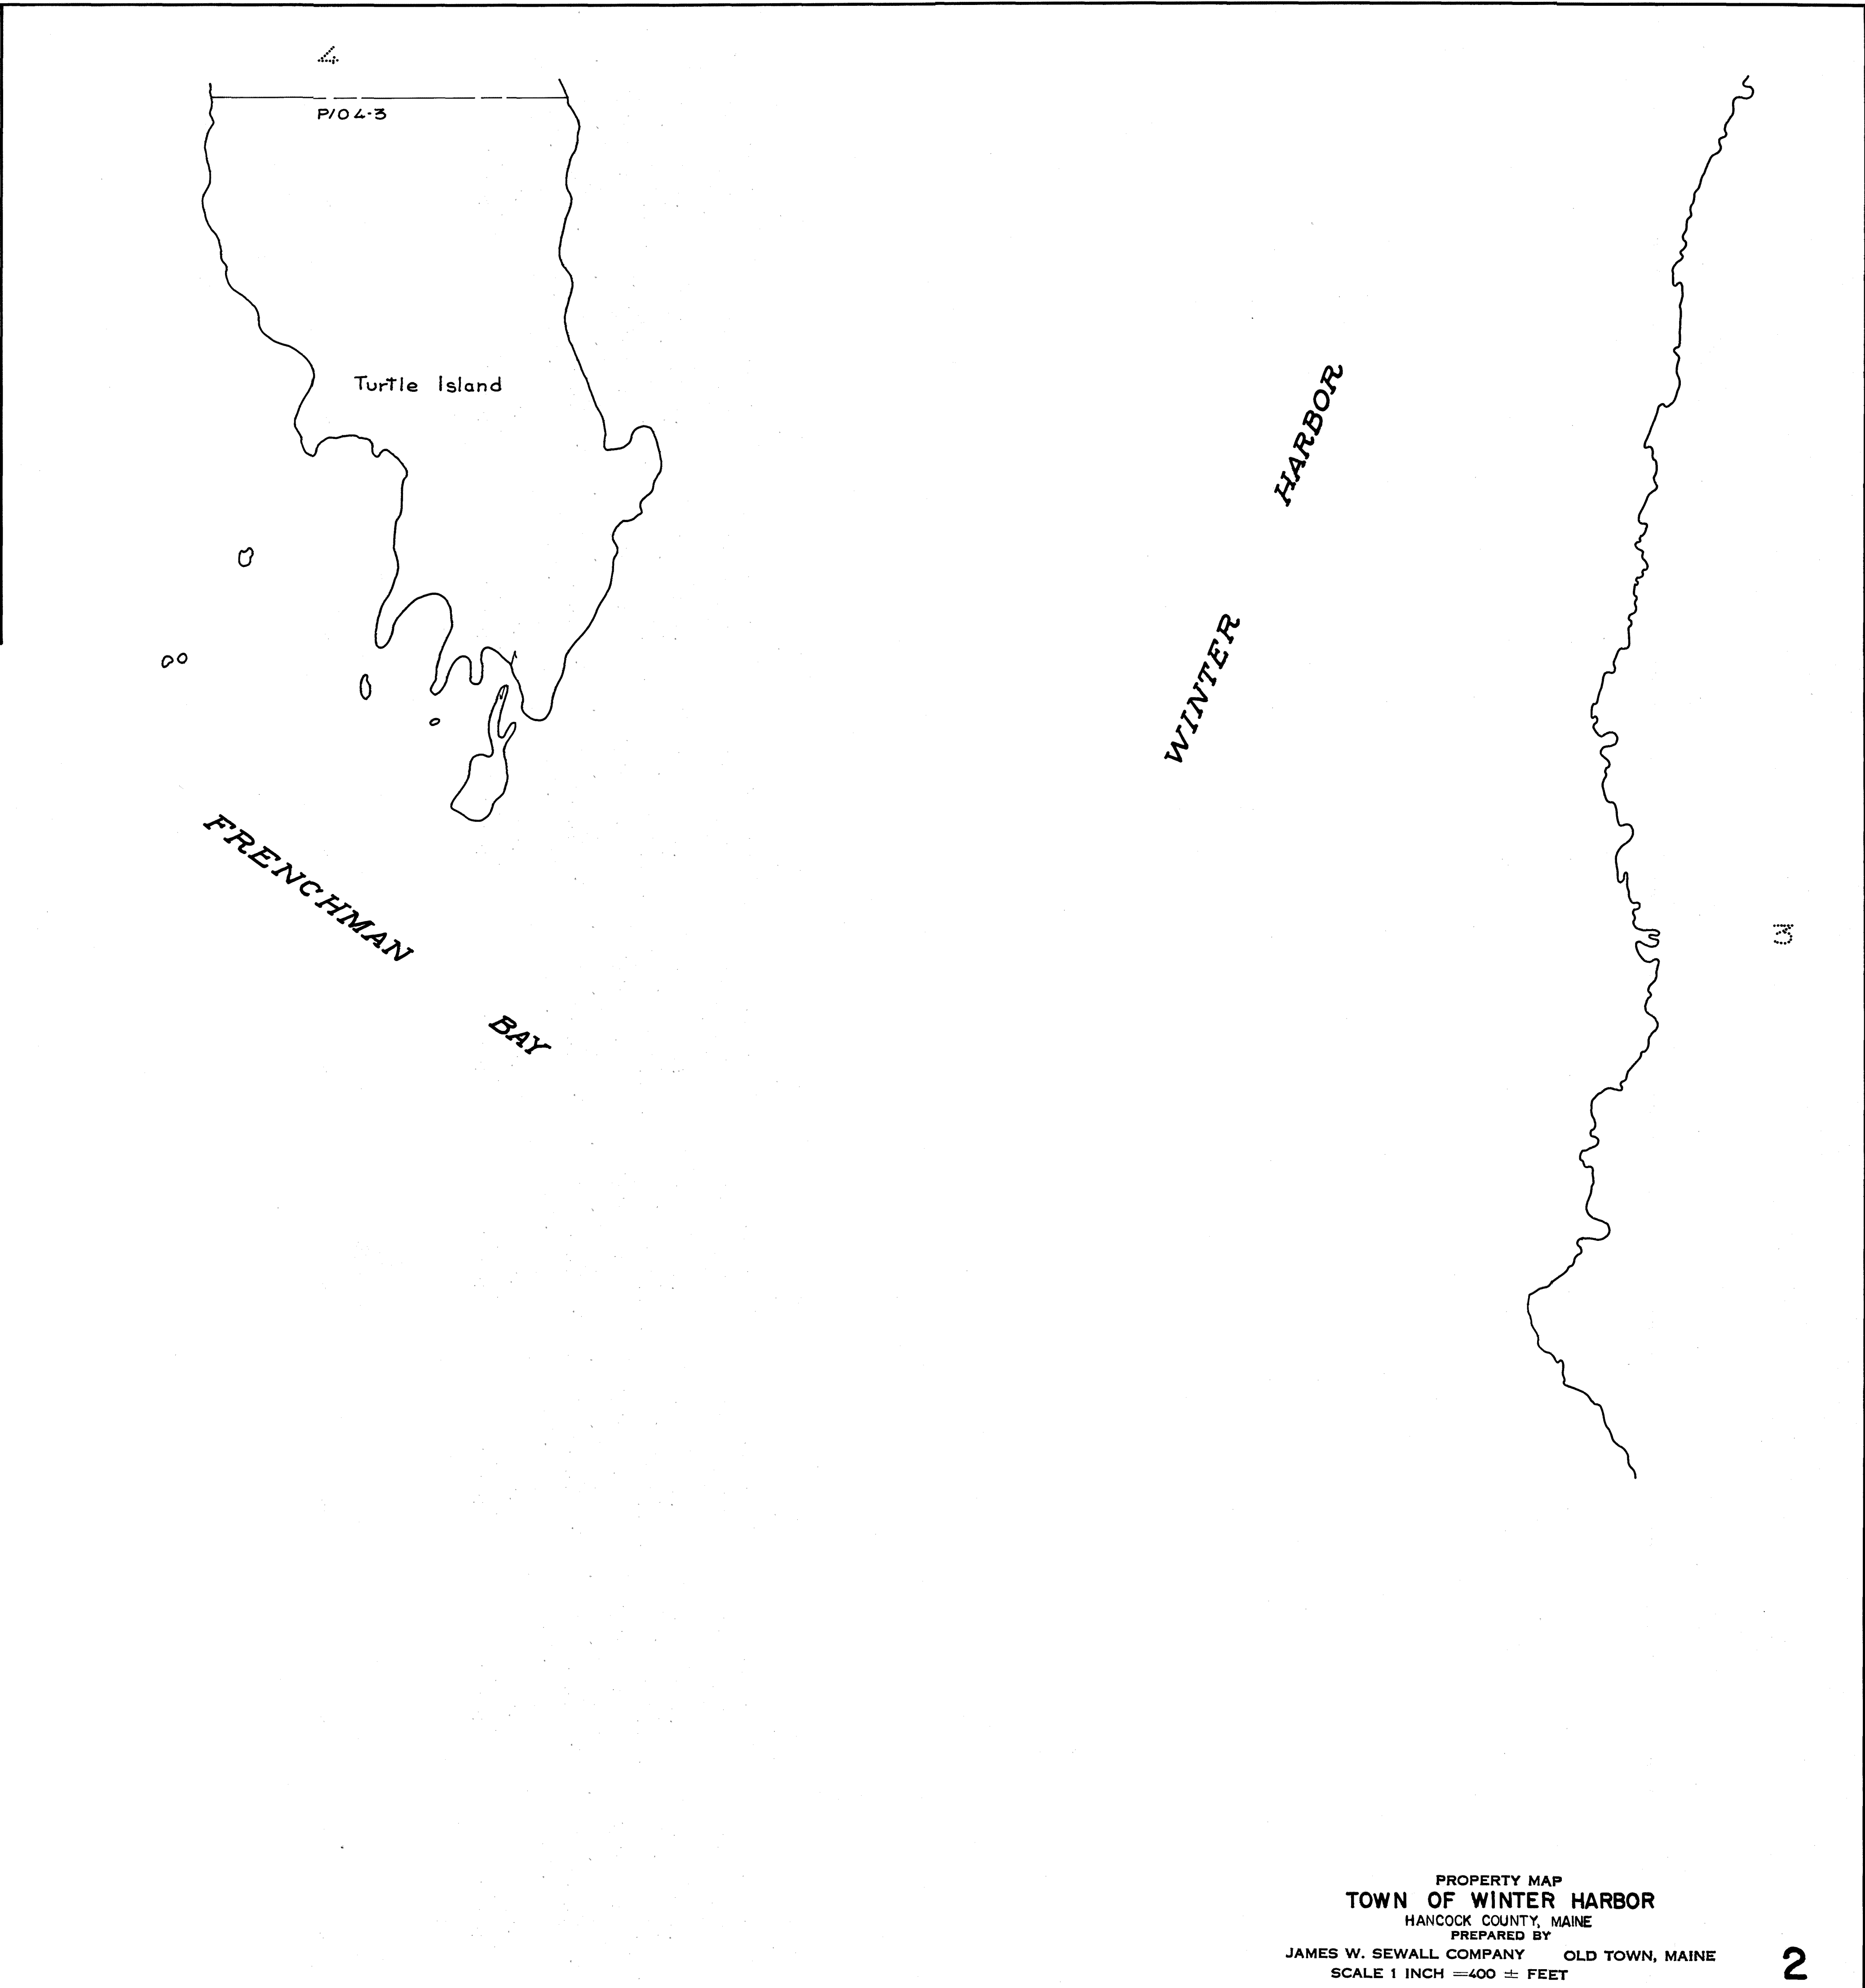 4
P/O 4-3
Turtle Island
HARBOR
WINTER
FRENCHMAN
BAY
3
PROPERTY MAP
TOWN OF WINTER HARBOR
HANCOCK COUNTY, MAINE
PREPARED BY
JAMES W. SEWALL COMPANY OLD TOWN, MAINE
SCALE 1 INCH = 400 ± FEET
2